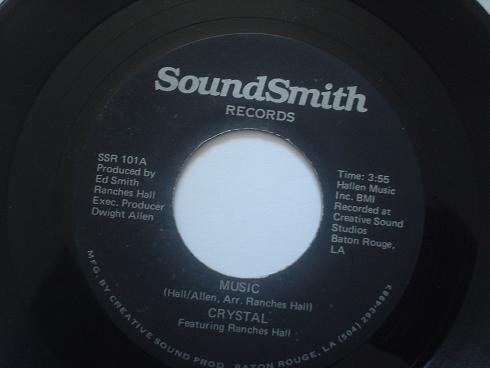 SoundSmith
RECORDS
SSR 101A
Produced by
Ed Smith
Ranches Hall
Exec. Producer
Dwight Allen
Time: 3:55
Hallen Music
Inc. BMI
Recorded at
Creative Sound
Studios
Baton Rouge,
LA
MUSIC
(Hall/Allen, Arr. Ranches Hall)
CRYSTAL
Featuring Ranches Hall
MFG. BY CREATIVE SOUND PROD. BATON ROUGE, LA (504) 293-4983